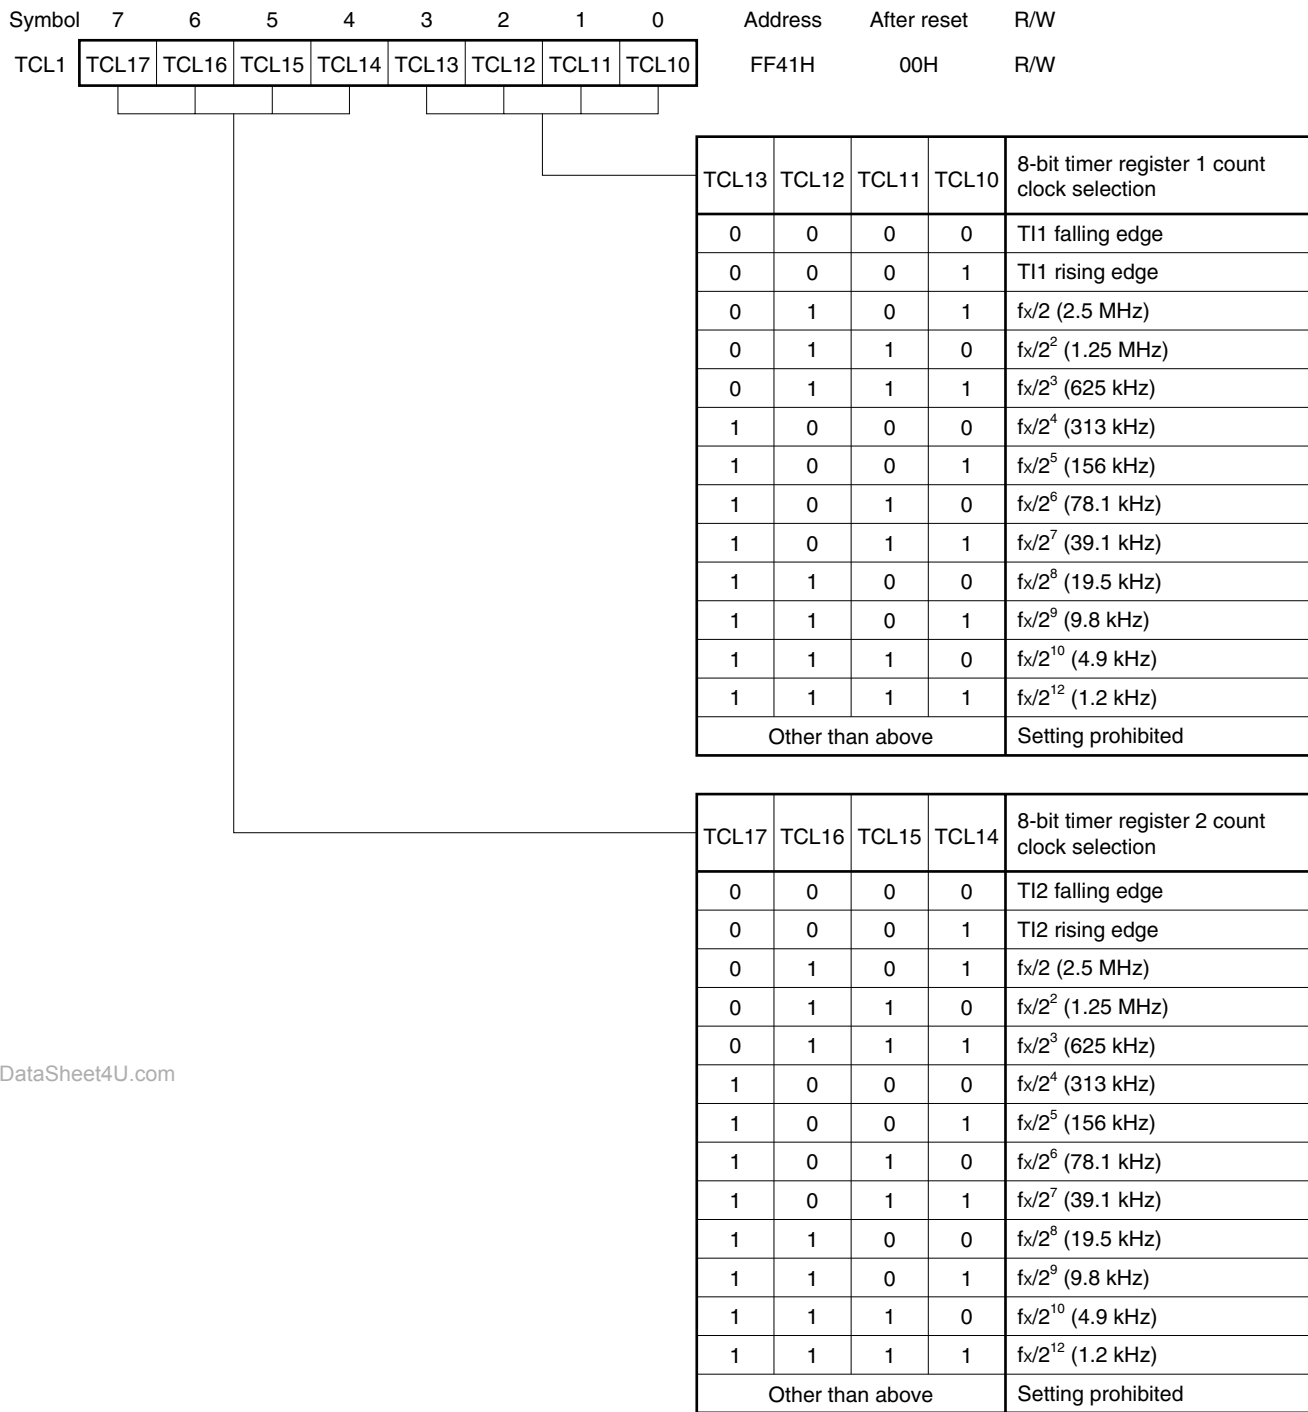 Symbol 7 6 5 4 3 2 1 0 Address After reset R/W
TCL1 TCL17 TCL16 TCL15 TCL14 TCL13 TCL12 TCL11 TCL10 FF41H 00H R/W
TCL13 TCL12 TCL11 TCL10 8-bit timer register 1 count
clock selection
0 0 0 0 TI1 falling edge
0 0 0 1 TI1 rising edge
0 1 0 1 fx/2 (2.5 MHz)
0 1 1 0 fx/2² (1.25 MHz)
0 1 1 1 fx/2³ (625 kHz)
1 0 0 0 fx/2⁴ (313 kHz)
1 0 0 1 fx/2⁵ (156 kHz)
1 0 1 0 fx/2⁶ (78.1 kHz)
1 0 1 1 fx/2⁷ (39.1 kHz)
1 1 0 0 fx/2⁸ (19.5 kHz)
1 1 0 1 fx/2⁹ (9.8 kHz)
1 1 1 0 fx/2¹⁰ (4.9 kHz)
1 1 1 1 fx/2¹² (1.2 kHz)
Other than above Setting prohibited
TCL17 TCL16 TCL15 TCL14 8-bit timer register 2 count
clock selection
0 0 0 0 TI2 falling edge
0 0 0 1 TI2 rising edge
0 1 0 1 fx/2 (2.5 MHz)
0 1 1 0 fx/2² (1.25 MHz)
0 1 1 1 fx/2³ (625 kHz)
DataSheet4U.com
1 0 0 0 fx/2⁴ (313 kHz)
1 0 0 1 fx/2⁵ (156 kHz)
1 0 1 0 fx/2⁶ (78.1 kHz)
1 0 1 1 fx/2⁷ (39.1 kHz)
1 1 0 0 fx/2⁸ (19.5 kHz)
1 1 0 1 fx/2⁹ (9.8 kHz)
1 1 1 0 fx/2¹⁰ (4.9 kHz)
1 1 1 1 fx/2¹² (1.2 kHz)
Other than above Setting prohibited